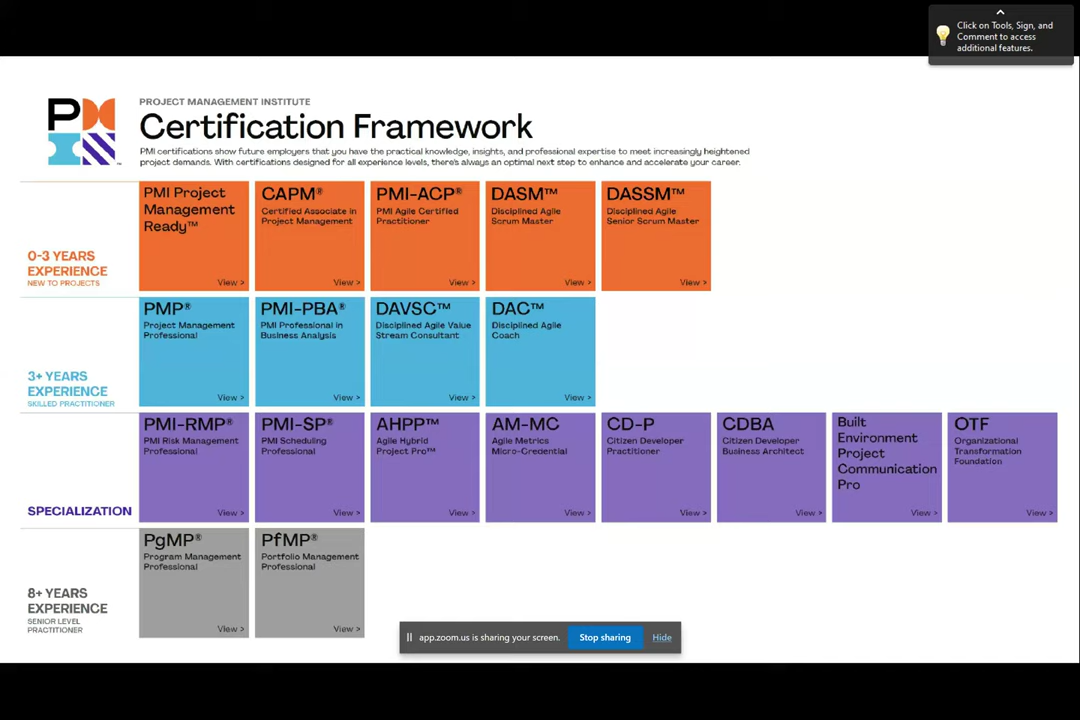 Click on Tools, Sign, and
Comment to access
additional features.
PM
PROJECT MANAGEMENT INSTITUTE
Certification Framework
PMI certifications show future employers that you have the practical knowledge, insights, and professional expertise to meet increasingly heightened
project demands. With certifications designed for all experience levels, there's always an optimal next step to enhance and accelerate your career.
0-3 YEARS
EXPERIENCE
NEW TO PROJECTS
PMI Project
Management
Ready™
View >
CAPM®
Certified Associate in
Project Management
View >
PMI-ACP®
PMI Agile Certified
Practitioner
View >
DASM™
Disciplined Agile
Scrum Master
View >
DASSM™
Disciplined Agile
Senior Scrum Master
View >
3+ YEARS
EXPERIENCE
SKILLED PRACTITIONER
PMP®
Project Management
Professional
View >
PMI-PBA®
PMI Professional in
Business Analysis
View >
DAVSC™
Disciplined Agile Value
Stream Consultant
View >
DAC™
Disciplined Agile
Coach
View >
SPECIALIZATION
PMI-RMP®
PMI Risk Management
Professional
View >
PMI-SP®
PMI Scheduling
Professional
View >
AHPP™
Agile Hybrid
Project Pro™
View >
AM-MC
Agile Metrics
Micro-Credential
View >
CD-P
Citizen Developer
Practitioner
View >
CDBA
Citizen Developer
Business Architect
View >
Built
Environment
Project
Communication
Pro
View >
OTF
Organizational
Transformation
Foundation
View >
8+ YEARS
EXPERIENCE
SENIOR LEVEL
PRACTITIONER
PgMP®
Program Management
Professional
View >
PfMP®
Portfolio Management
Professional
View >
app.zoom.us is sharing your screen.
Stop sharing
Hide